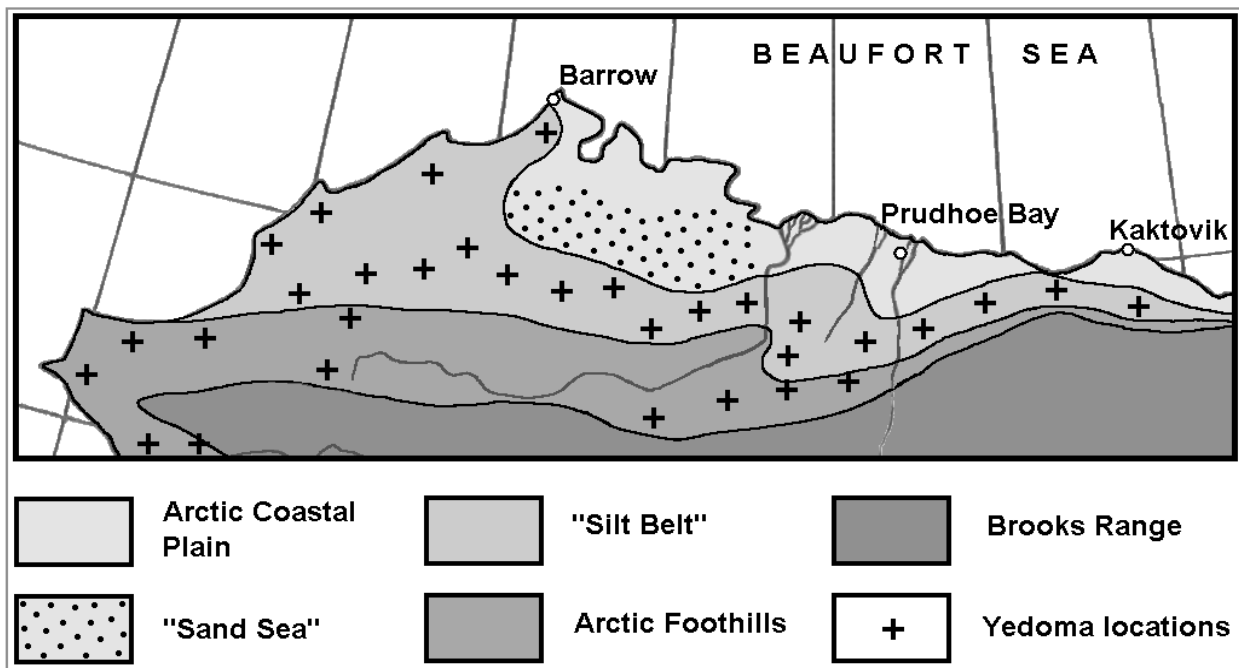 BEAUFORT SEA
Barrow
Prudhoe Bay
Kaktovik
Arctic Coastal
Plain
"Silt Belt"
Brooks Range
"Sand Sea"
Arctic Foothills
Yedoma locations